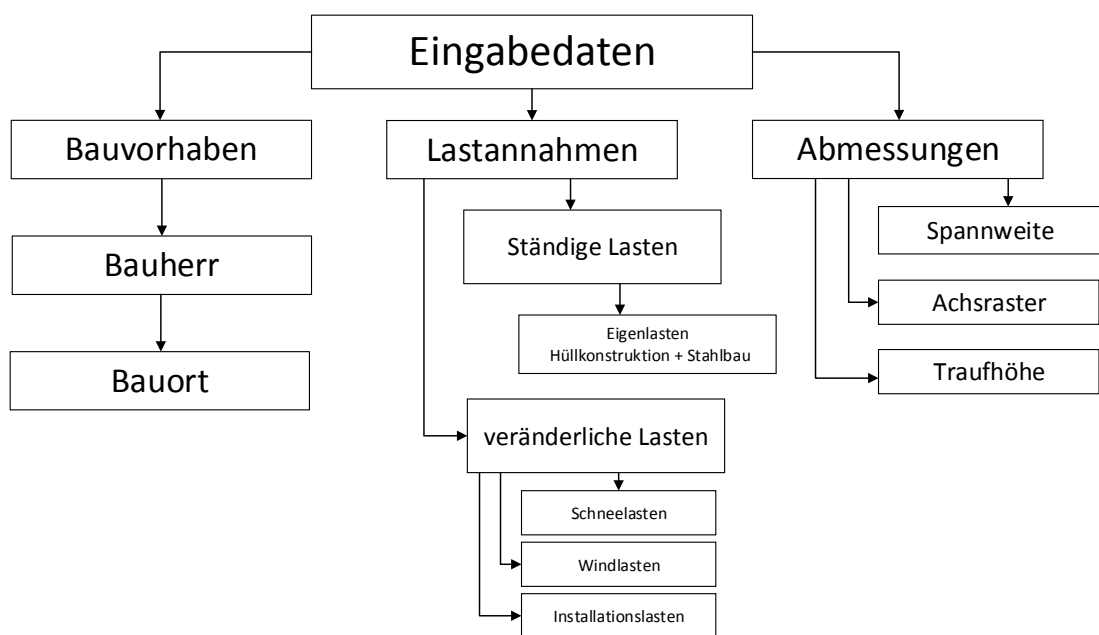 Eingabedaten
Bauvorhaben
Bauherr
Bauort
Lastannahmen
Ständige Lasten
Eigenlasten
Hüllkonstruktion + Stahlbau
veränderliche Lasten
Schneelasten
Windlasten
Installationslasten
Abmessungen
Spannweite
Achsraster
Traufhöhe